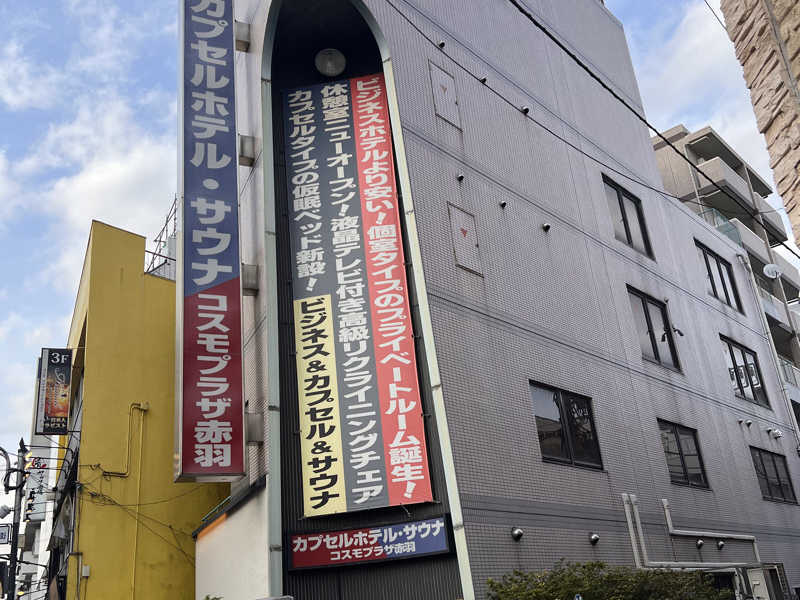 カプセルホテル・サウナ
コスモプラザ赤羽
ビジネスホテルより安い!個室タイプのプライベートルーム誕生!
休憩室ニューオープン!液晶テレビ付き高級リクライニングチェア
カプセルタイプの仮眠ベッド新設!
ビジネス&カプセル&サウナ
カプセルホテル・サウナ
コスモプラザ赤羽
3F